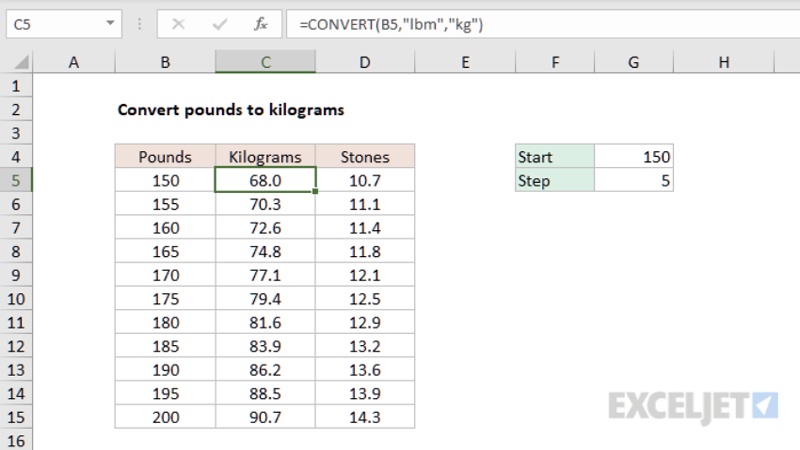 C5 fx =CONVERT(B5,"lbm","kg")
A B C D E F G H
1
2 Convert pounds to kilograms
3
4 Pounds Kilograms Stones Start 150
5 150 68.0 10.7 Step 5
6 155 70.3 11.1
7 160 72.6 11.4
8 165 74.8 11.8
9 170 77.1 12.1
10 175 79.4 12.5
11 180 81.6 12.9
12 185 83.9 13.2
13 190 86.2 13.6
14 195 88.5 13.9
15 200 90.7 14.3
16
EXCELJET